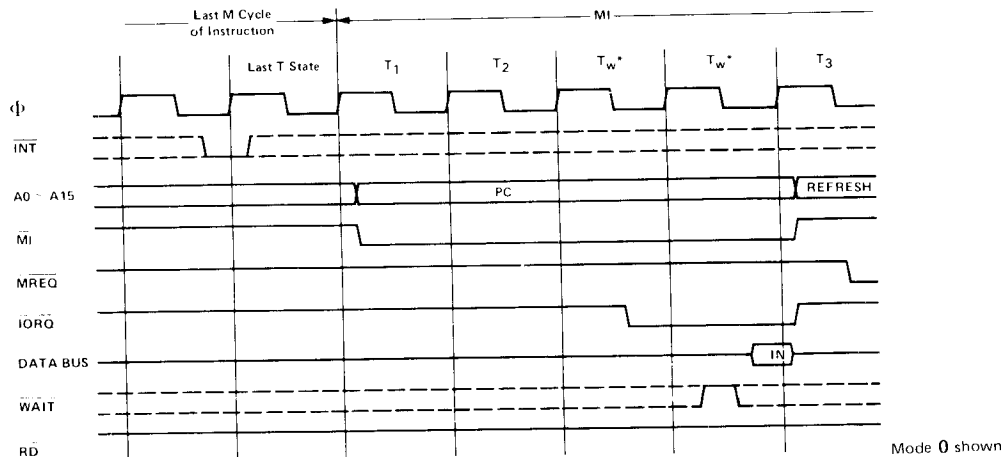 Last M Cycle
of Instruction
M1
Last T State
T1
T2
Tw*
Tw*
T3
Φ
INT
A0 ~ A15
PC
REFRESH
M1
MREQ
IORQ
DATA BUS
IN
WAIT
RD
Mode 0 shown